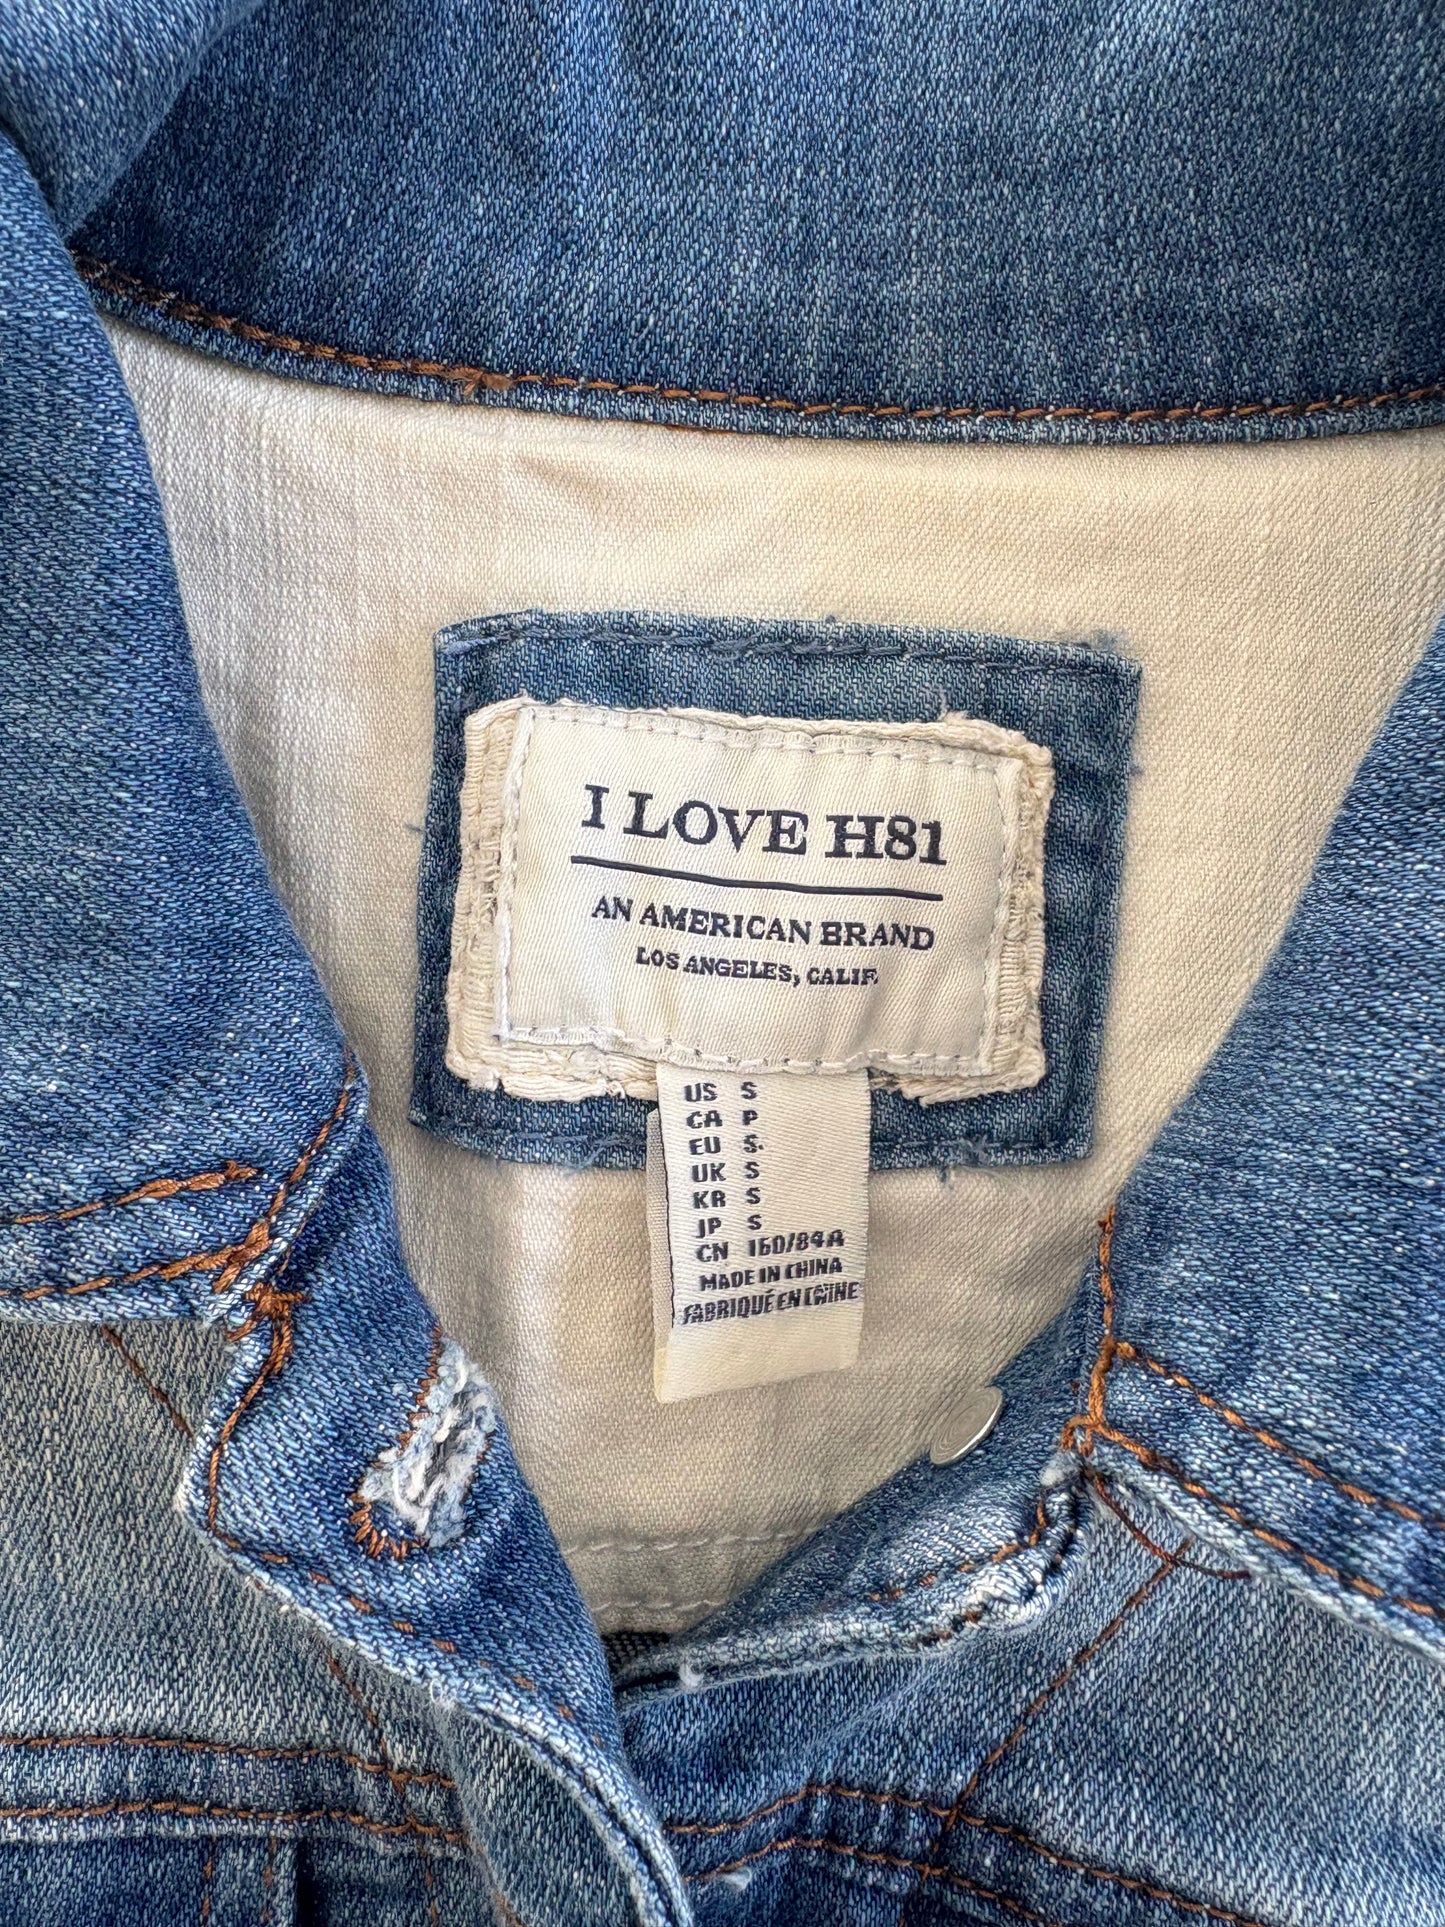 I LOVE H81
AN AMERICAN BRAND
LOS ANGELES, CALIF.
US S
CA P
EU S
UK S
KR S
JP S
CN 160/84A
MADE IN CHINA
FABRIQUÉ EN CHINE